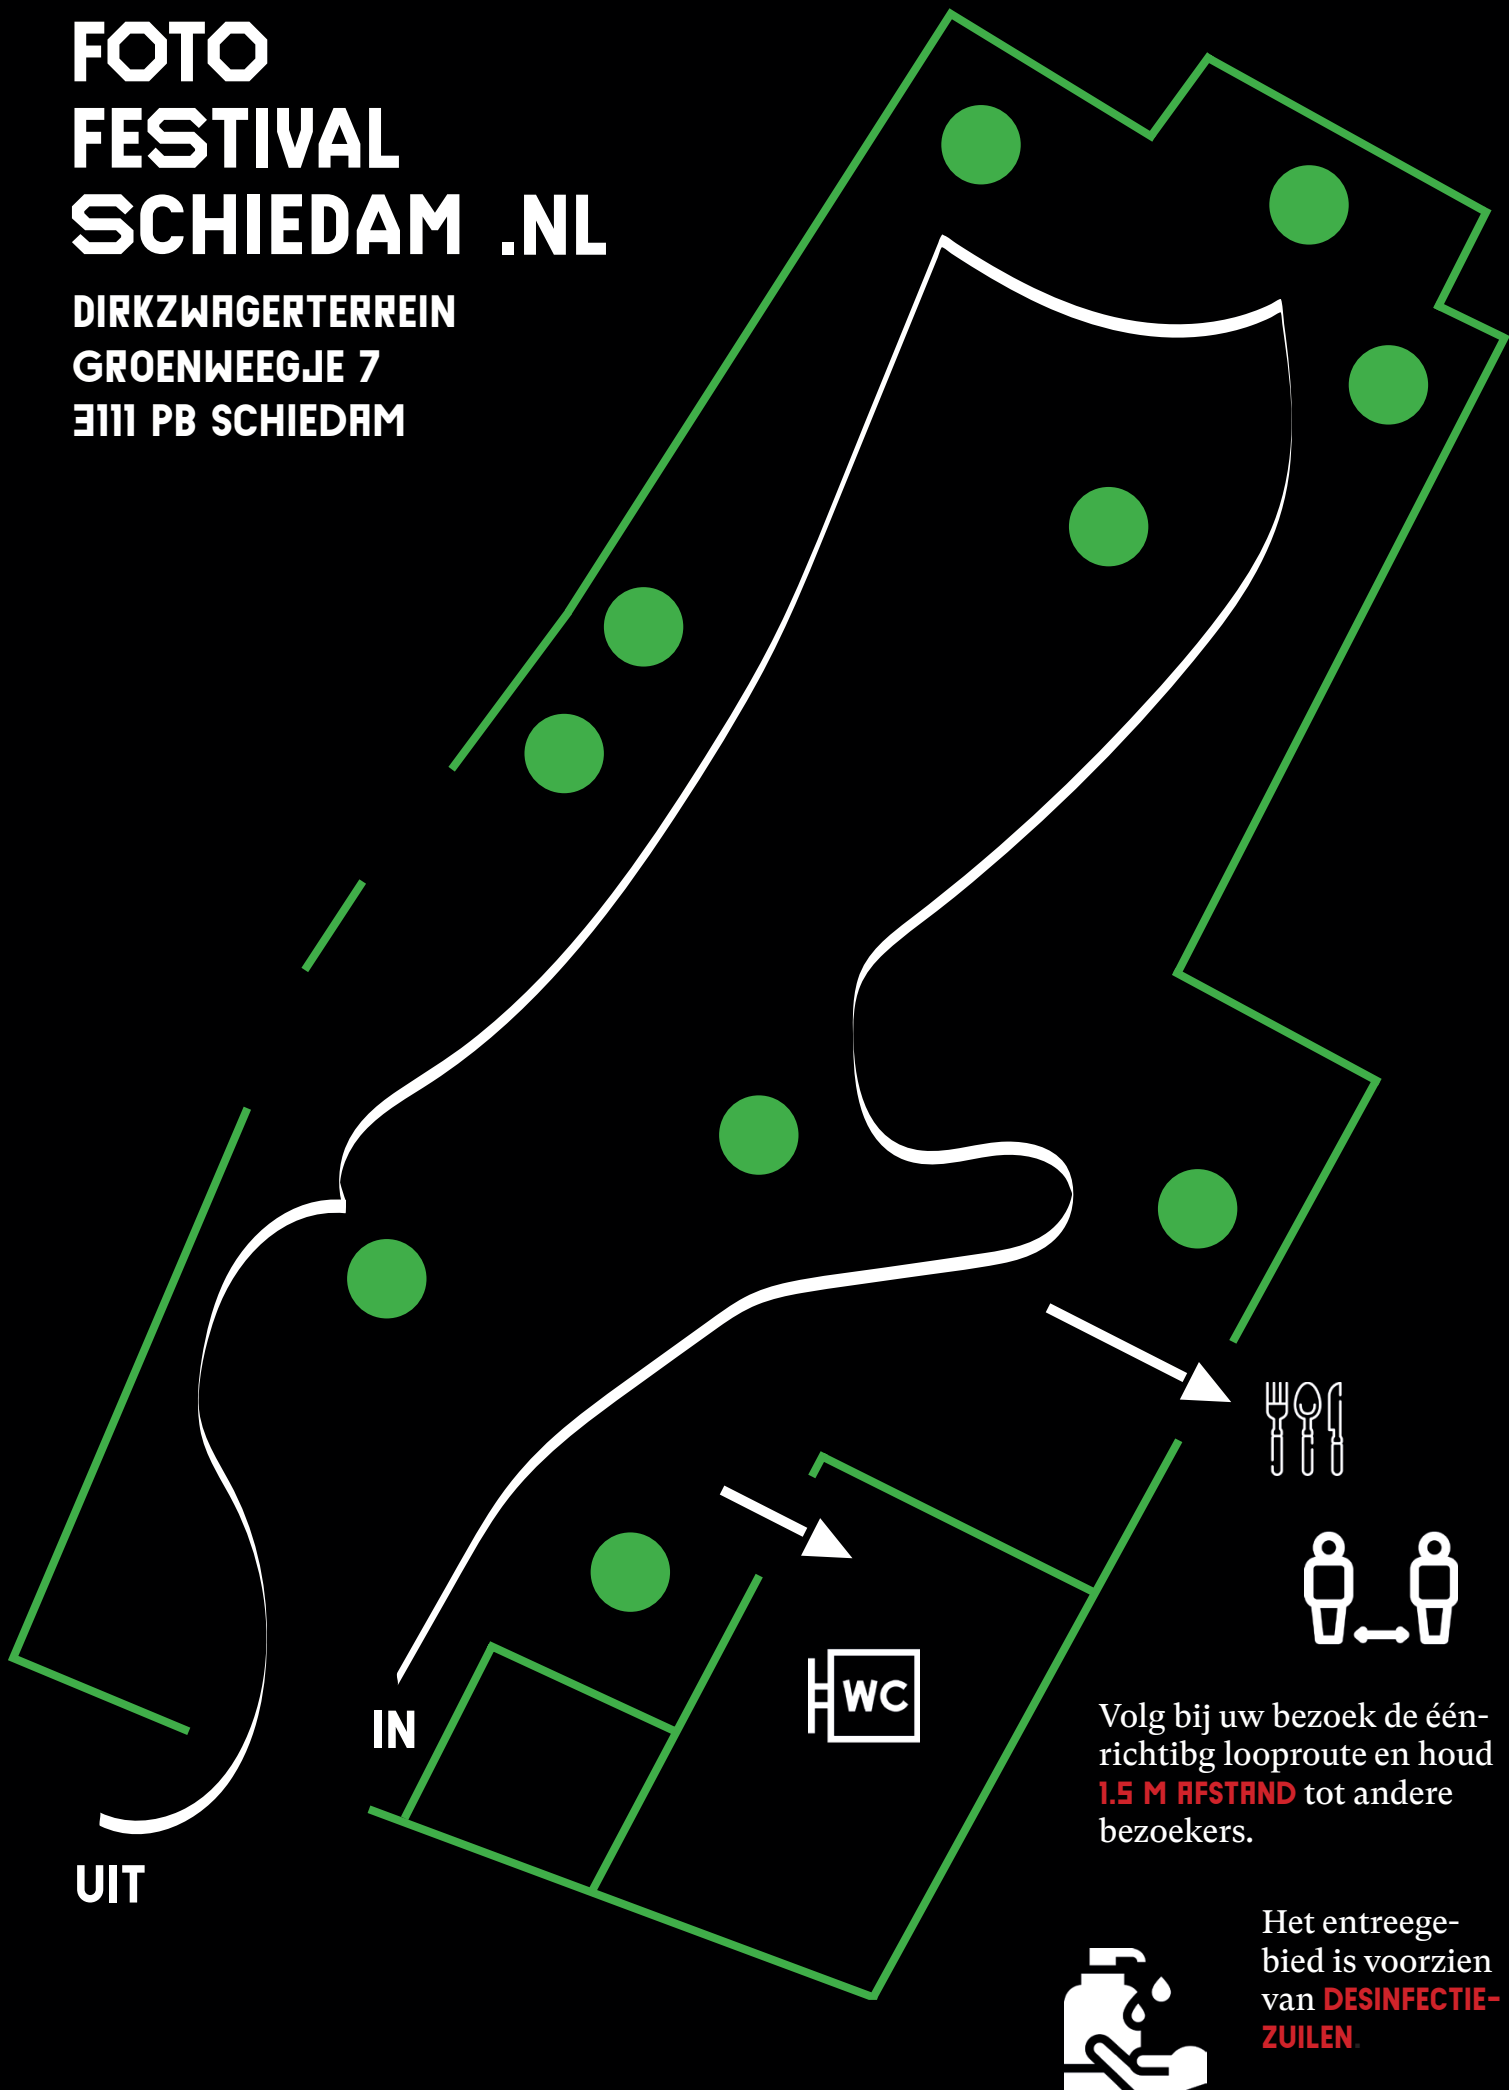 FOTO
FESTIVAL
SCHIEDAM .NL
DIRKZWAGERTERREIN
GROENWEEGJE 7
3111 PB SCHIEDAM
WC
IN
UIT
Volg bij uw bezoek de één-
richtibg looproute en houd
1.5 M AFSTAND tot andere
bezoekers.
Het entreege-
bied is voorzien
van DESINFECTIE-
ZUILEN.